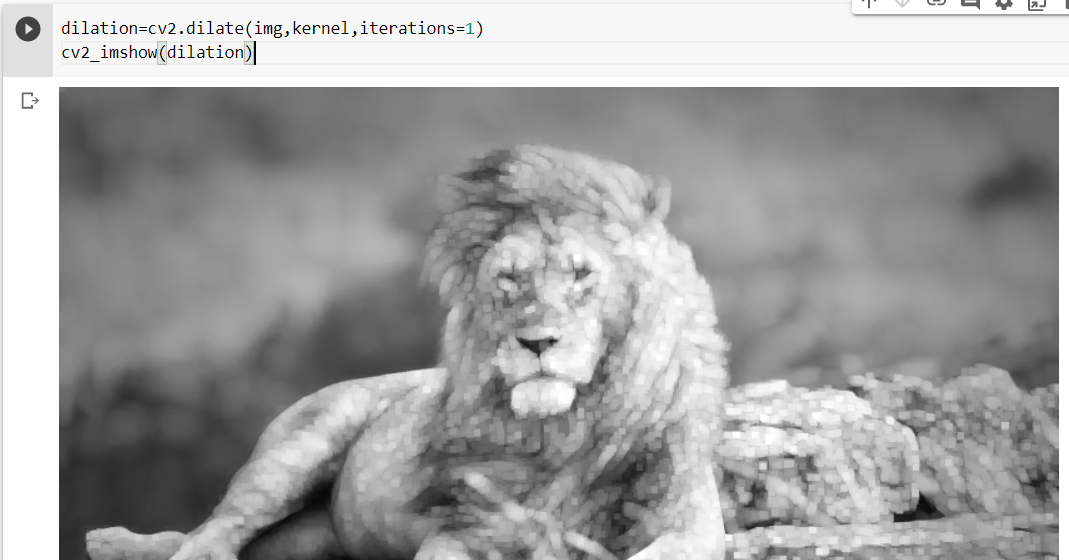 dilation=cv2.dilate(img,kernel,iterations=1)
cv2_imshow(dilation)